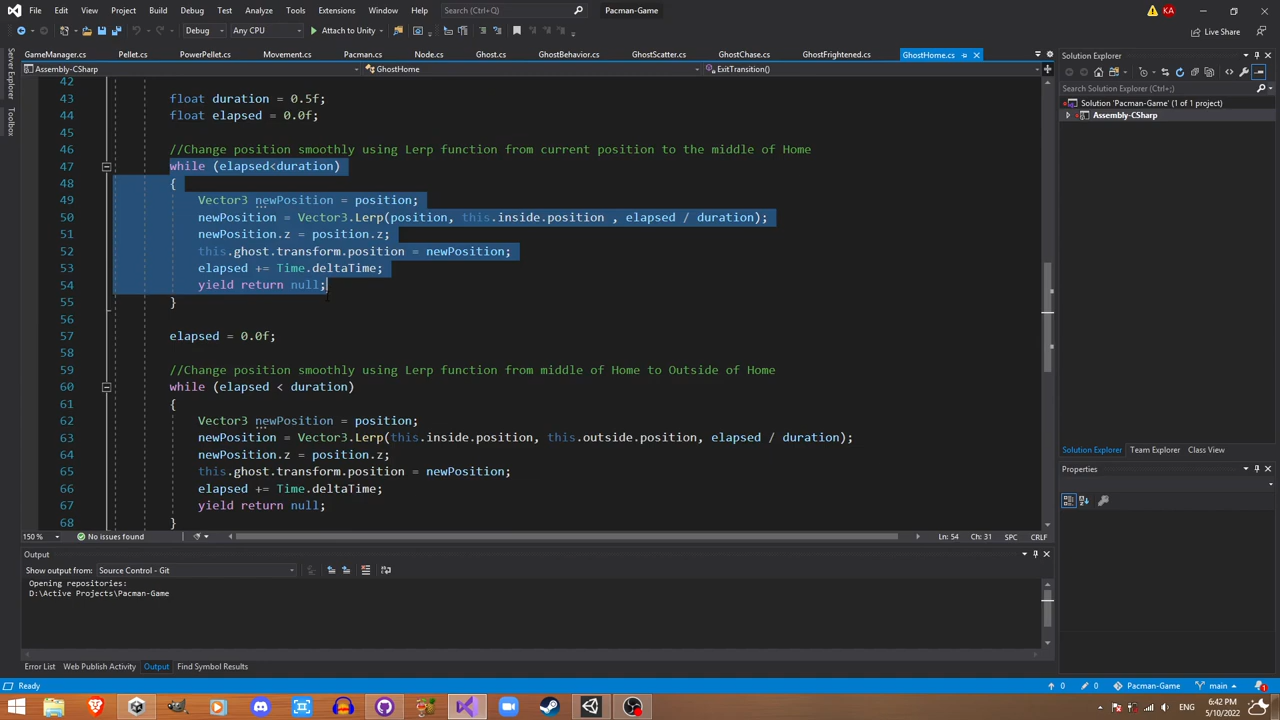 File Edit View Git Project Build Debug Test Analyze Tools Extensions Window Help Search (Ctrl+Q) Pacman-Game KA
Debug Any CPU Attach to Unity Live Share
GameManager.cs Pellet.cs PowerPellet.cs Movement.cs Pacman.cs Node.cs Ghost.cs GhostBehavior.cs GhostScatter.cs GhostChase.cs GhostFrightened.cs GhostHome.cs
Assembly-CSharp GhostHome ExitTransition()
Server Explorer
Toolbox
42
43 float duration = 0.5f;
44 float elapsed = 0.0f;
45
46 //Change position smoothly using Lerp function from current position to the middle of Home
47 while (elapsed<duration)
48 {
49 Vector3 newPosition = position;
50 newPosition = Vector3.Lerp(position, this.inside.position , elapsed / duration);
51 newPosition.z = position.z;
52 this.ghost.transform.position = newPosition;
53 elapsed += Time.deltaTime;
54 yield return null;
55 }
56
57 elapsed = 0.0f;
58
59 //Change position smoothly using Lerp function from middle of Home to Outside of Home
60 while (elapsed < duration)
61 {
62 Vector3 newPosition = position;
63 newPosition = Vector3.Lerp(this.inside.position, this.outside.position, elapsed / duration);
64 newPosition.z = position.z;
65 this.ghost.transform.position = newPosition;
66 elapsed += Time.deltaTime;
67 yield return null;
68 }
150 % No issues found Ln: 54 Ch: 31 SPC CRLF
Output
Show output from: Source Control - Git
Opening repositories:
D:\Active Projects\Pacman-Game
Error List Web Publish Activity Output Find Symbol Results
Solution Explorer
Search Solution Explorer (Ctrl+;)
Solution 'Pacman-Game' (1 of 1 project)
Assembly-CSharp
Solution Explorer Team Explorer Class View
Properties
Ready 0 0 Pacman-Game main 1
6:42 PM
ENG
5/10/2022